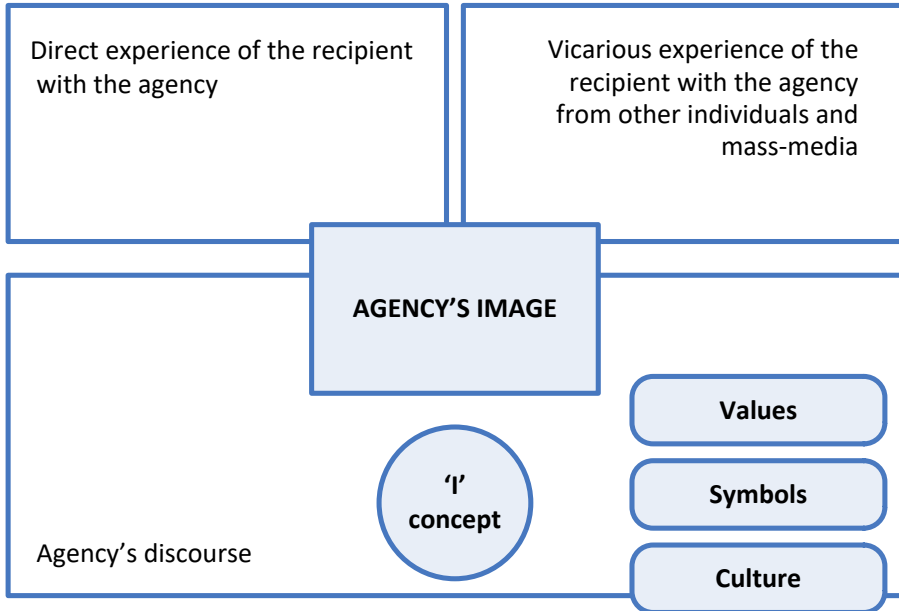 Direct experience of the recipient
with the agency
Vicarious experience of the
recipient with the agency
from other individuals and
mass-media
AGENCY’S IMAGE
Values
‘I’
concept
Symbols
Agency’s discourse
Culture